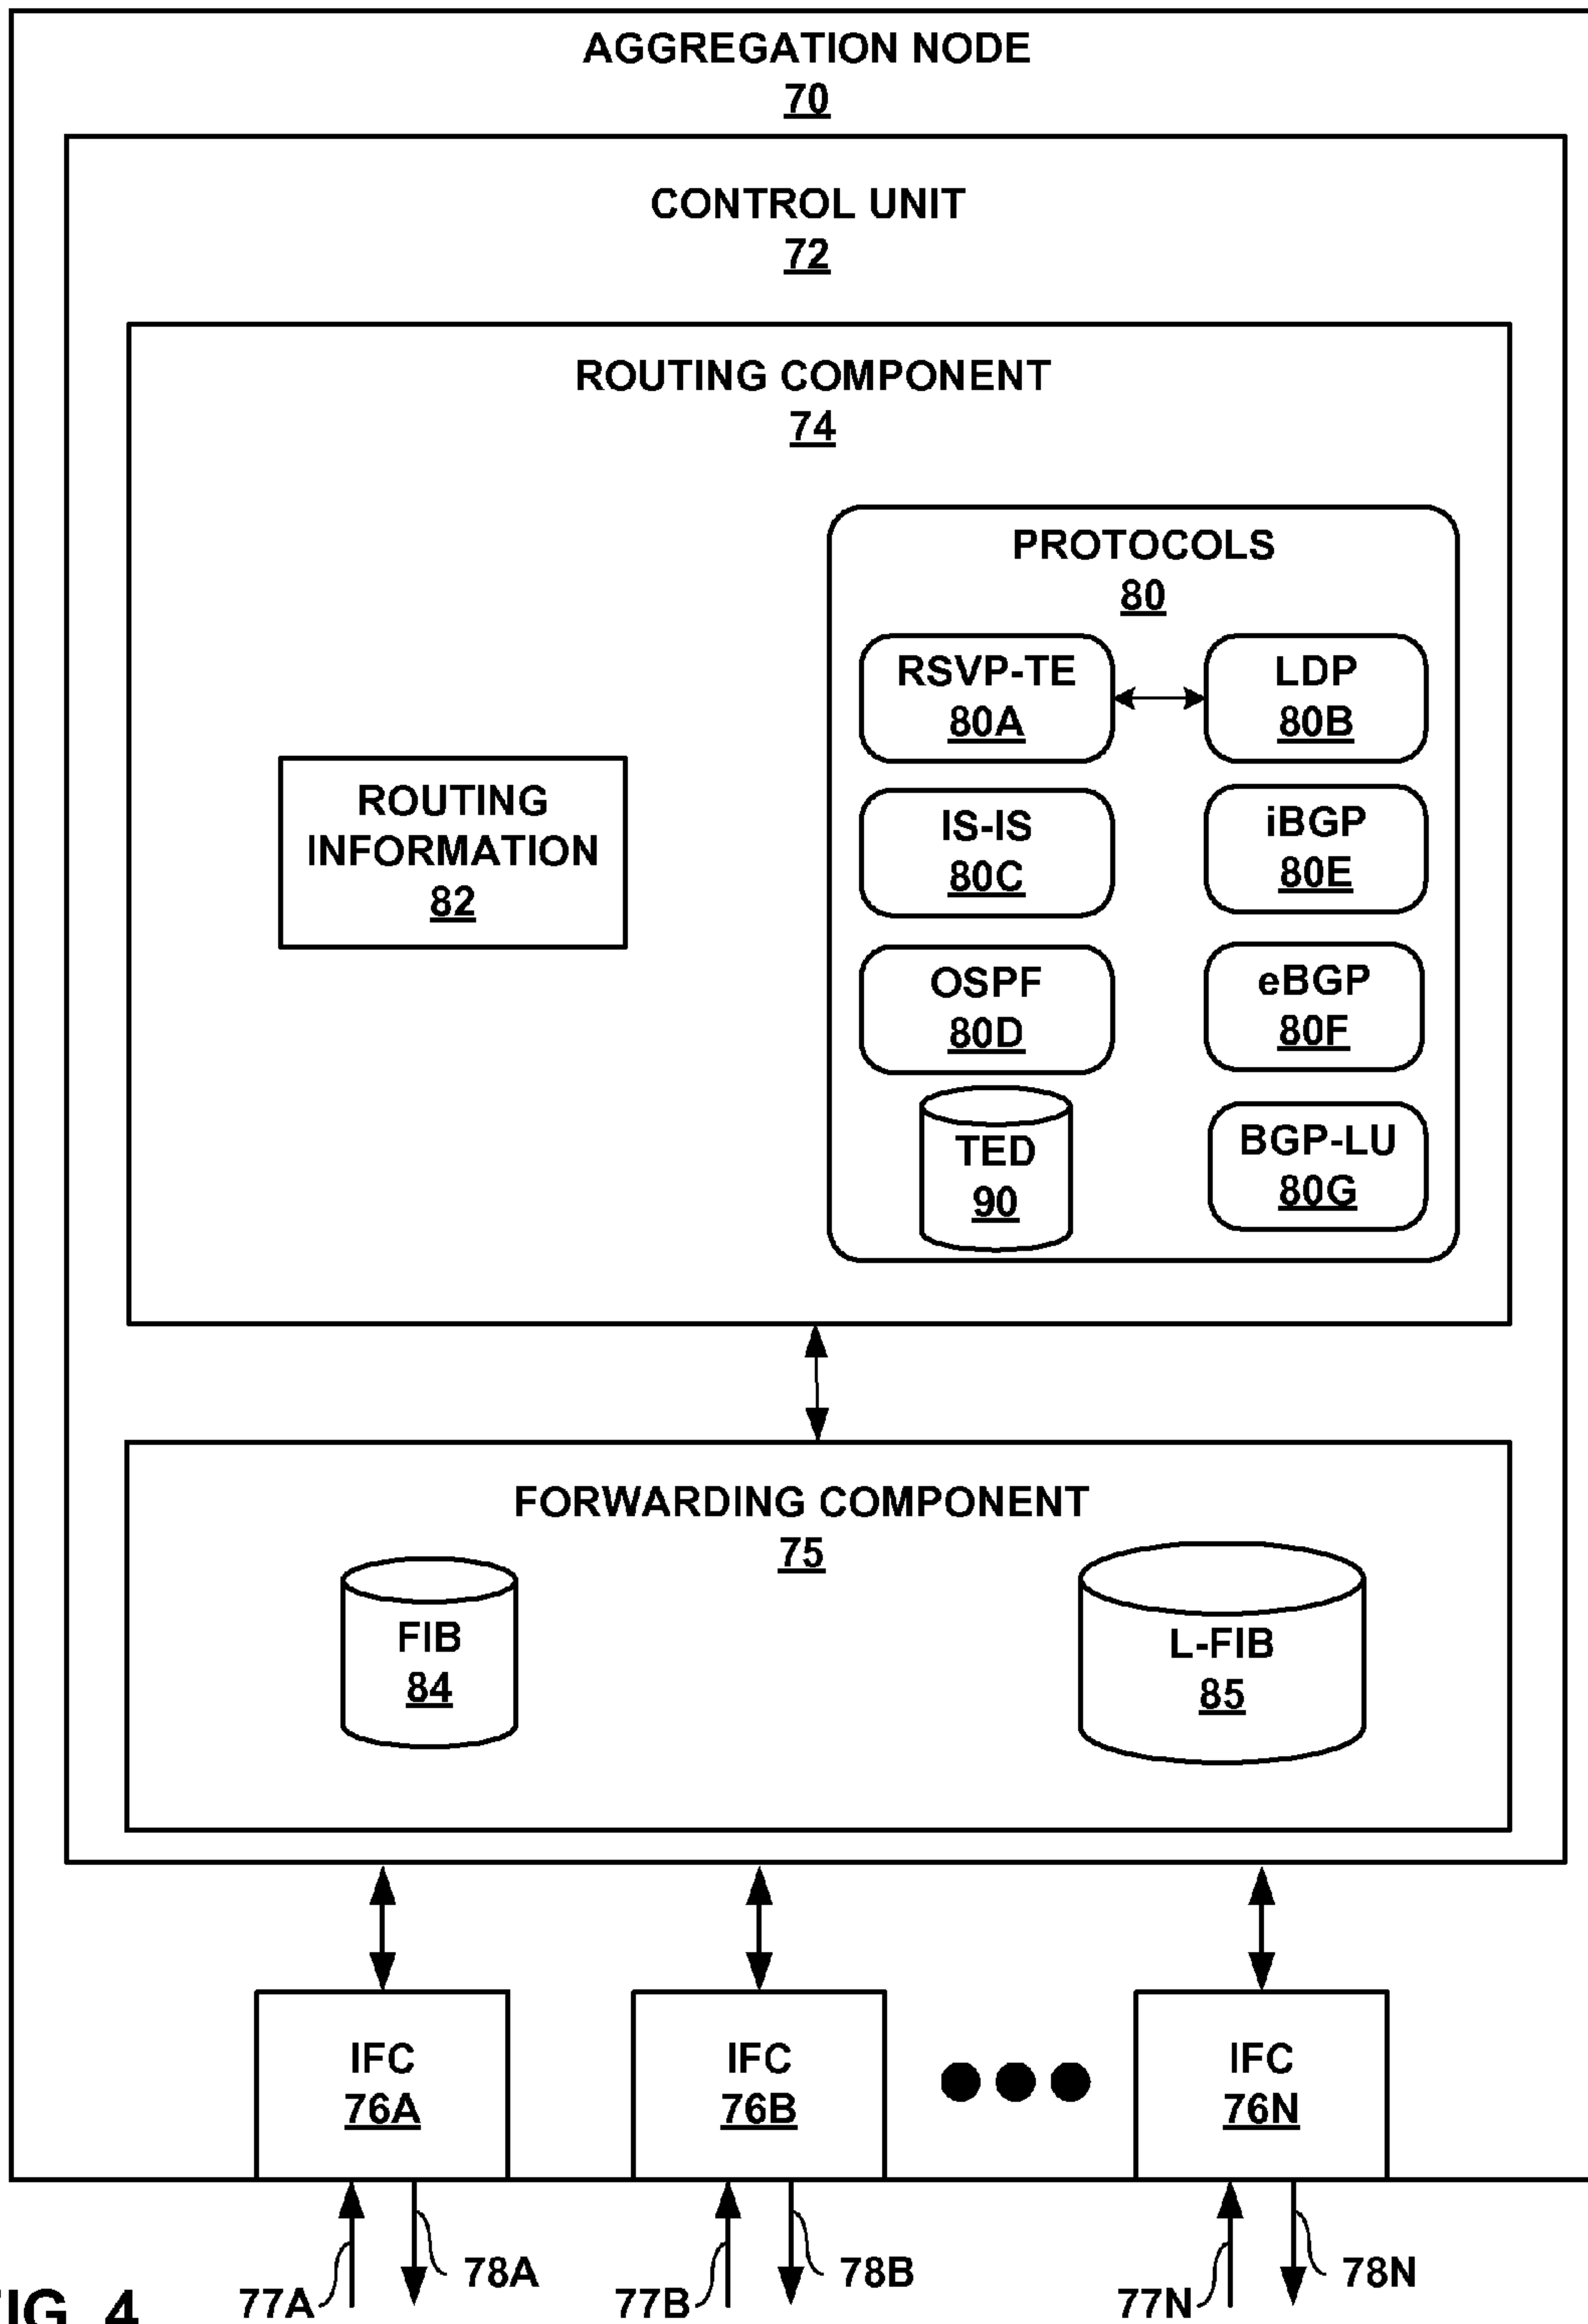 AGGREGATION NODE
70
CONTROL UNIT
72
ROUTING COMPONENT
74
PROTOCOLS
80
RSVP-TE
80A
LDP
80B
ROUTING
INFORMATION
82
IS-IS
80C
iBGP
80E
OSPF
80D
eBGP
80F
TED
90
BGP-LU
80G
FORWARDING COMPONENT
75
FIB
84
L-FIB
85
IFC
76A
IFC
76B
IFC
76N
77A
78A
77B
78B
77N
78N
4